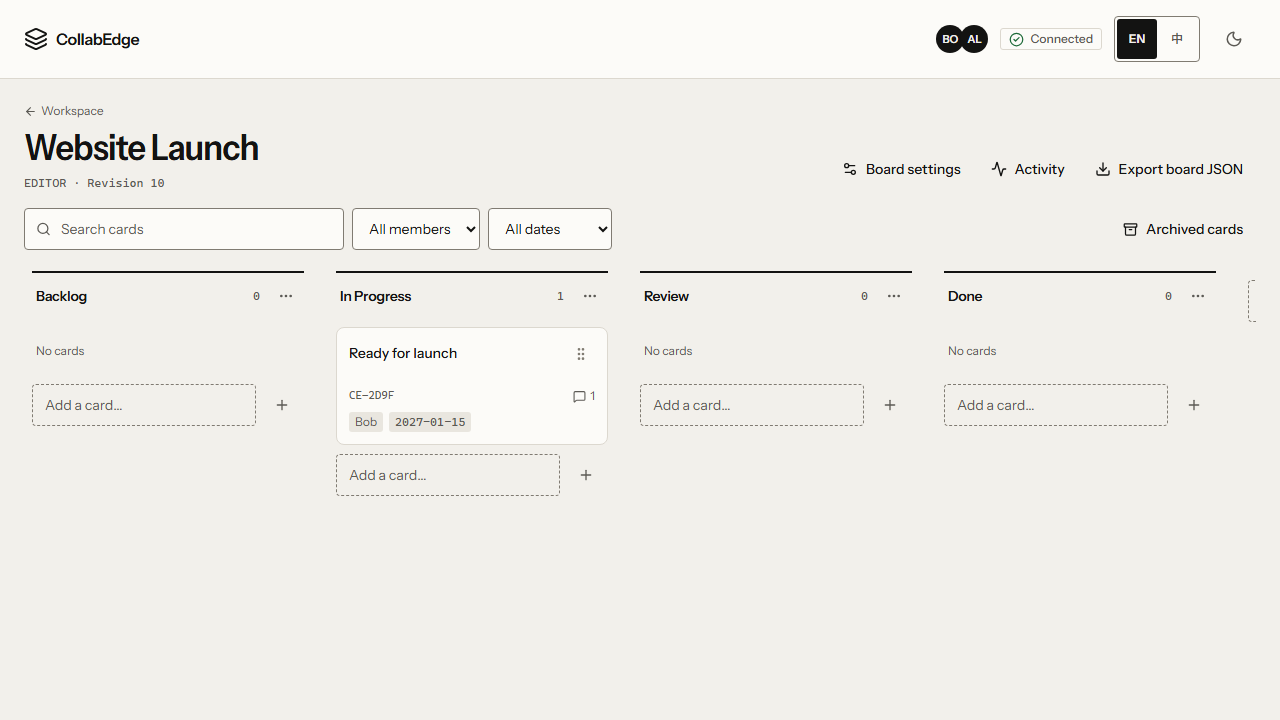 CollabEdge
BO AL Connected EN 中
Workspace
Website Launch
EDITOR · Revision 10
Board settings Activity Export board JSON
Search cards All members All dates Archived cards
Backlog 0
No cards
Add a card...
In Progress 1
Ready for launch
CE-2D9F 1
Bob 2027-01-15
Add a card...
Review 0
No cards
Add a card...
Done 0
No cards
Add a card...